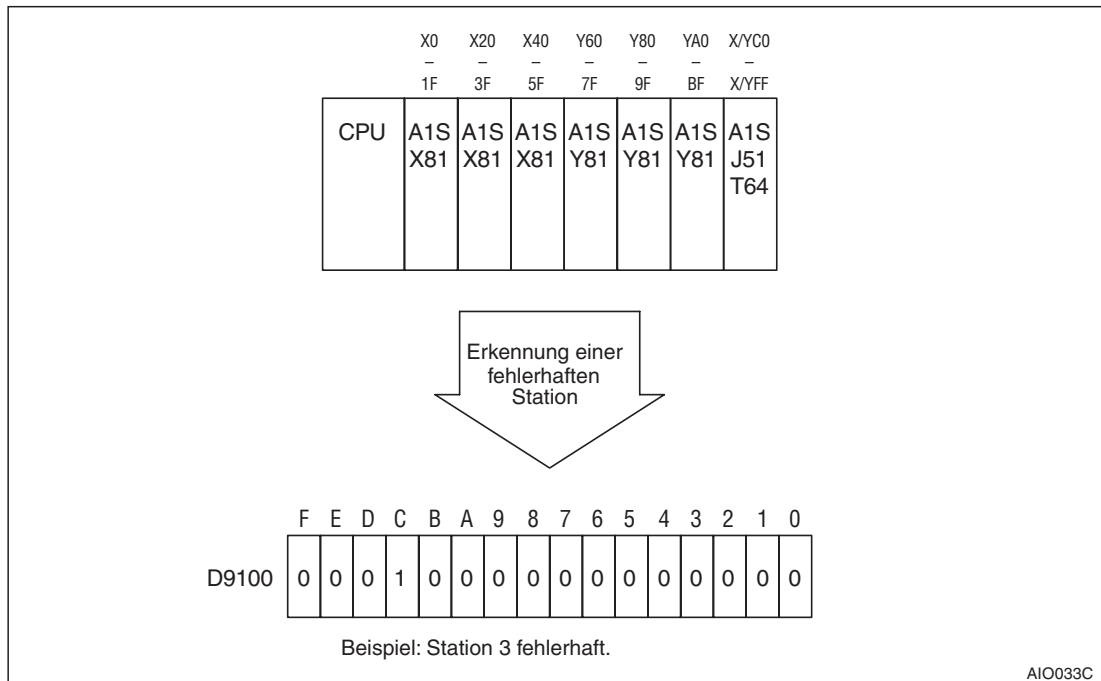 X0 X20 X40 Y60 Y80 YA0 X/YC0
– – – – – – –
1F 3F 5F 7F 9F BF X/YFF
CPU A1S A1S A1S A1S A1S A1S A1S
X81 X81 X81 Y81 Y81 Y81 J51
T64
Erkennung einer
fehlerhaften
Station
F E D C B A 9 8 7 6 5 4 3 2 1 0
D9100 0 0 0 1 0 0 0 0 0 0 0 0 0 0 0 0
Beispiel: Station 3 fehlerhaft.
AIO033C